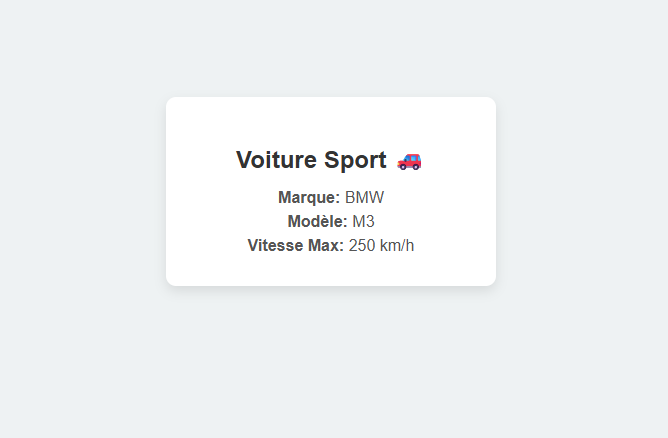 Voiture Sport 🚗
Marque: BMW
Modèle: M3
Vitesse Max: 250 km/h